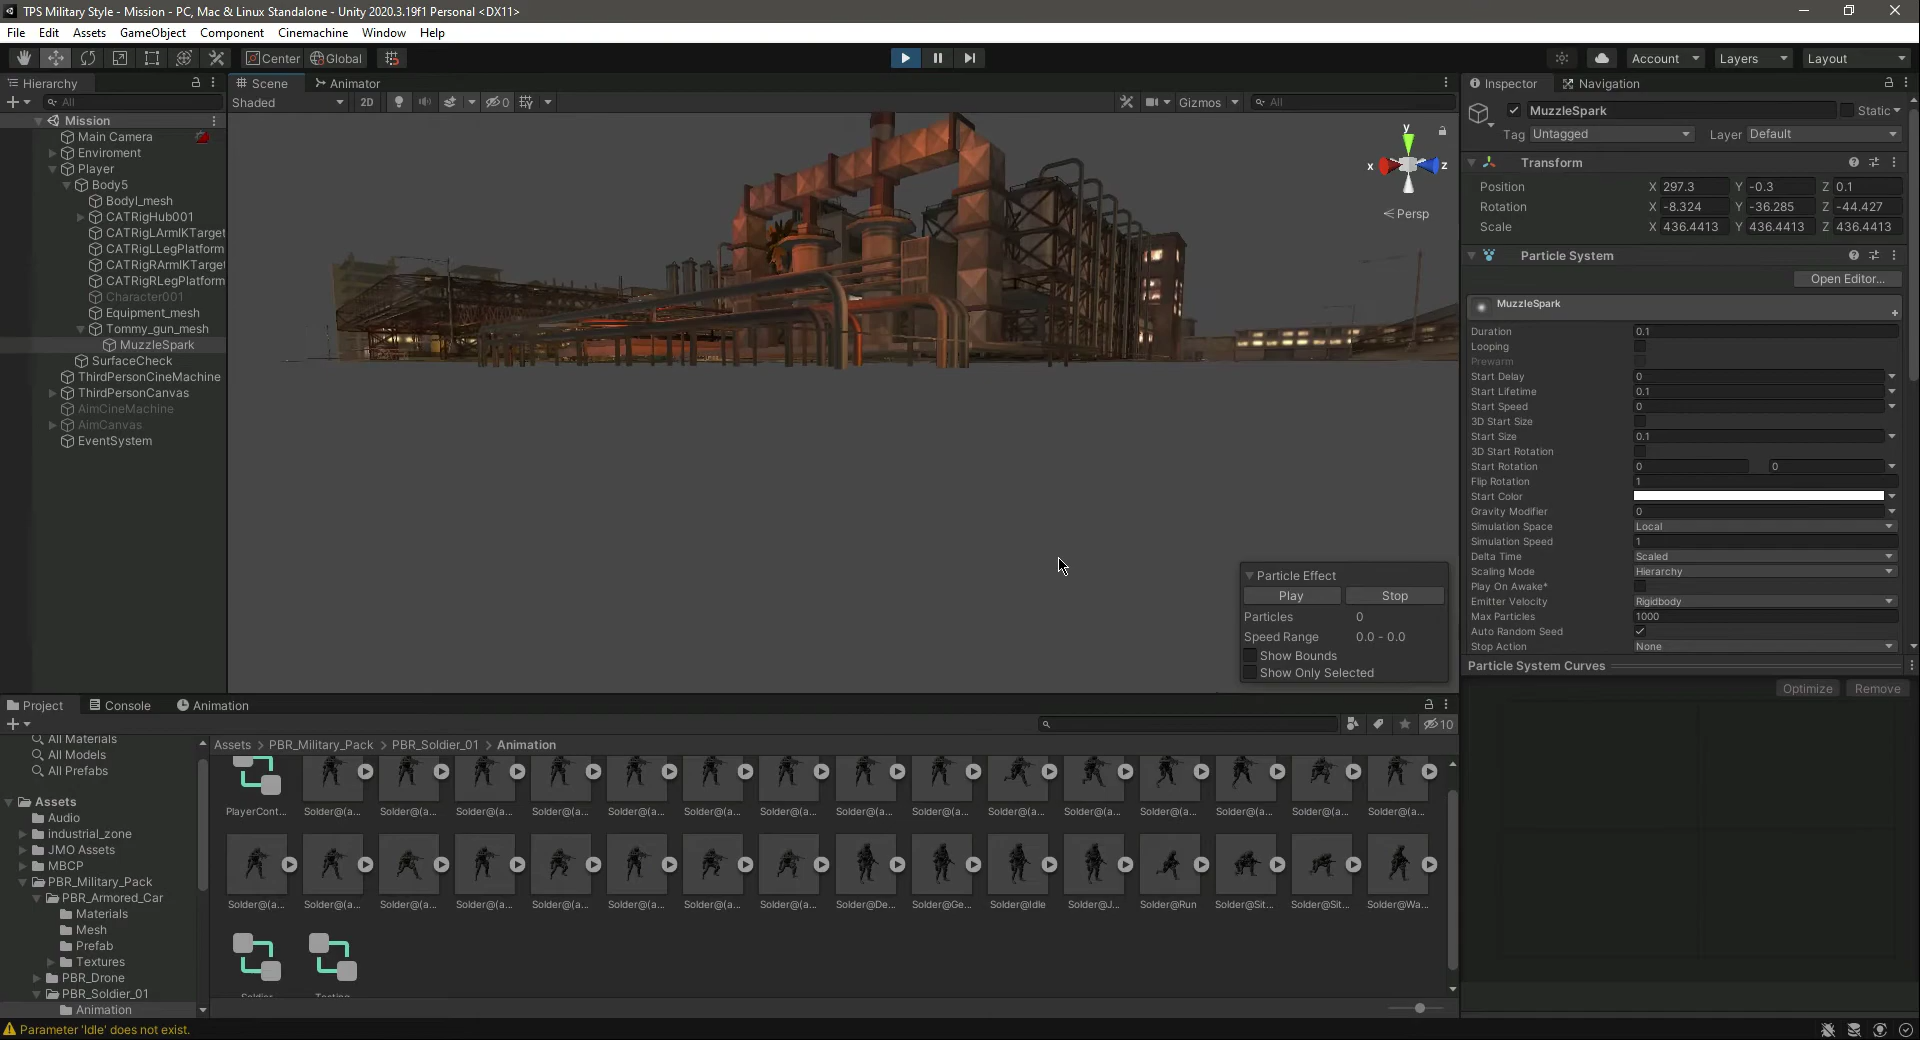 TPS Military Style - Mission - PC, Mac & Linux Standalone - Unity 2020.3.19f1 Personal <DX11>
File Edit Assets GameObject Component Cinemachine Window Help
Center Global Account Layers Layout
Hierarchy
All
Mission
Main Camera
Enviroment
Player
Body5
Bodyl_mesh
CATRigHub001
CATRigLArmIKTarget
CATRigLLegPlatform
CATRigRArmIKTarge
CATRigRLegPlatform
Character001
Equipment_mesh
Tommy_gun_mesh
MuzzleSpark
SurfaceCheck
ThirdPersonCineMachine
ThirdPersonCanvas
AimCineMachine
AimCanvas
EventSystem
Scene Animator
Shaded 2D 0 Gizmos All
y
x z
Persp
Particle Effect
Play Stop
Particles 0
Speed Range 0.0 - 0.0
Show Bounds
Show Only Selected
Inspector Navigation
MuzzleSpark Static
Tag Untagged Layer Default
Transform
Position X 297.3 Y -0.3 Z 0.1
Rotation X -8.324 Y -36.285 Z -44.427
Scale X 436.4413 Y 436.4413 Z 436.4413
Particle System
Open Editor...
MuzzleSpark
Duration 0.1
Looping
Prewarm
Start Delay 0
Start Lifetime 0.1
Start Speed 0
3D Start Size
Start Size 0.1
3D Start Rotation
Start Rotation 0 0
Flip Rotation 1
Start Color
Gravity Modifier 0
Simulation Space Local
Simulation Speed 1
Delta Time Scaled
Scaling Mode Hierarchy
Play On Awake*
Emitter Velocity Rigidbody
Max Particles 1000
Auto Random Seed
Stop Action None
Particle System Curves
Optimize Remove
Project Console Animation
10
All Materials
All Models
All Prefabs
Assets
Audio
industrial_zone
JMO Assets
MBCP
PBR_Military_Pack
PBR_Armored_Car
Materials
Mesh
Prefab
Textures
PBR_Drone
PBR_Soldier_01
Animation
Assets > PBR_Military_Pack > PBR_Soldier_01 > Animation
PlayerCont... Solder@(a... Solder@(a... Solder@(a... Solder@(a... Solder@(a... Solder@(a... Solder@(a... Solder@(a... Solder@(a... Solder@(a... Solder@(a... Solder@(a... Solder@(a... Solder@(a... Solder@(a...
Solder@(a... Solder@(a... Solder@(a... Solder@(a... Solder@(a... Solder@(a... Solder@(a... Solder@(a... Solder@De... Solder@Ge... Solder@Idle Solder@J... Solder@Run Solder@Sit... Solder@Sit... Solder@Wa...
Parameter 'Idle' does not exist.